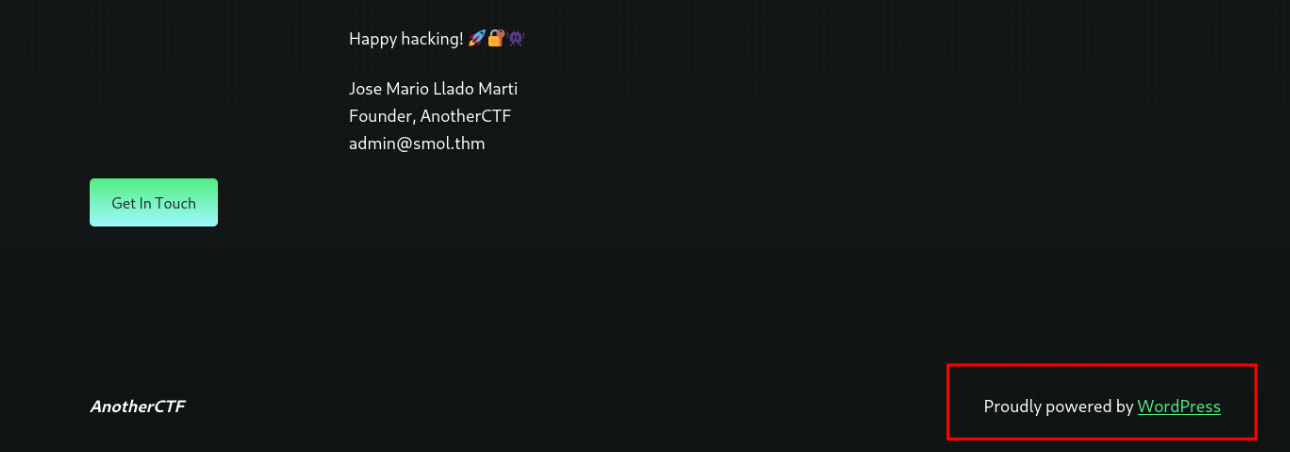 Happy hacking! 🚀🔐👾
Jose Mario Llado Marti
Founder, AnotherCTF
admin@smol.thm
Get In Touch
AnotherCTF
Proudly powered by WordPress